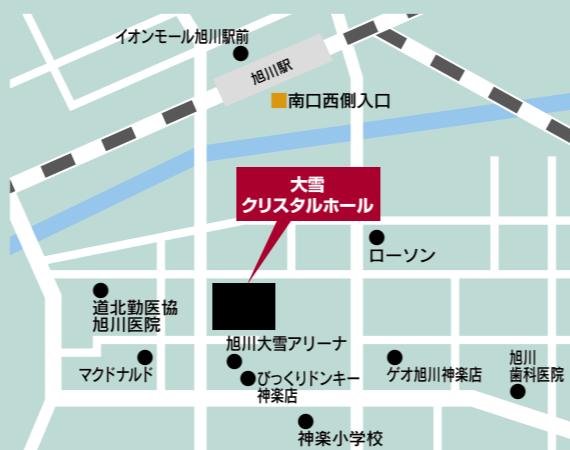 イオンモール旭川駅前
旭川駅
南口西側入口
大雪
クリスタルホール
ローソン
道北勤医協
旭川医院
旭川大雪アリーナ
マクドナルド
びっくりドンキー
神楽店
ゲオ旭川神楽店
旭川
歯科医院
神楽小学校